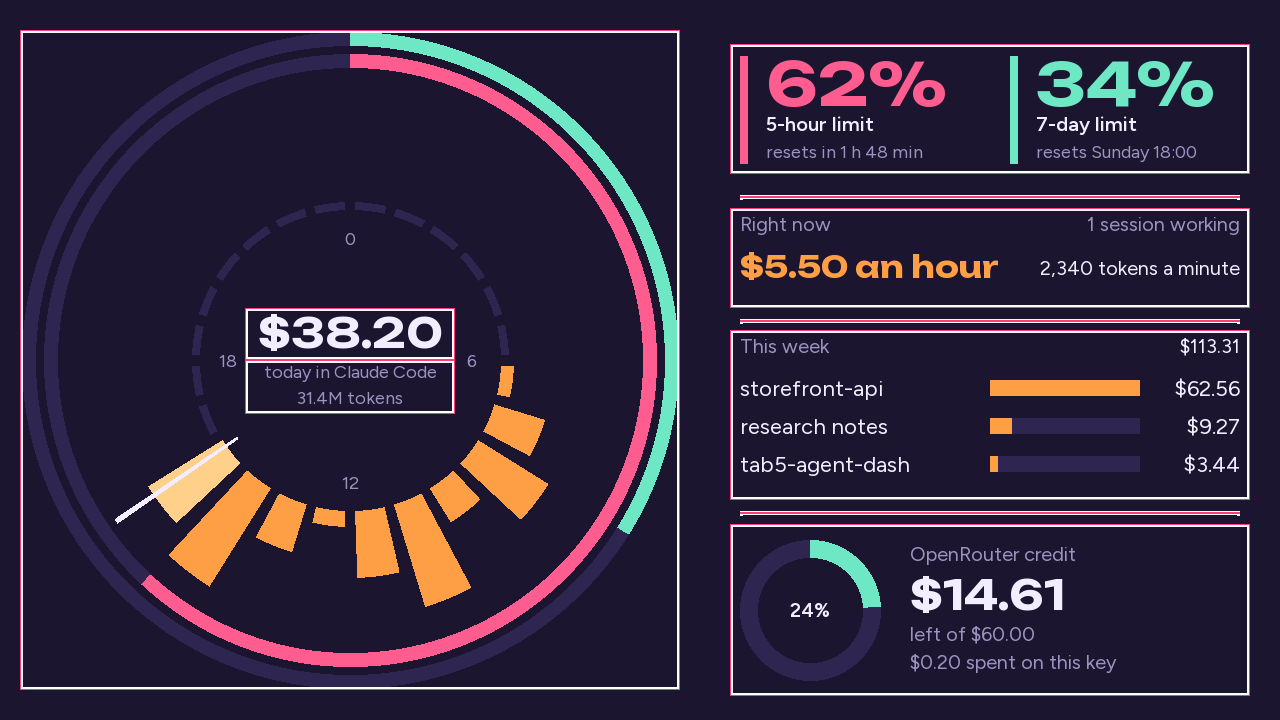 0
18
6
12
$38.20
today in Claude Code
31.4M tokens
62%
5-hour limit
resets in 1 h 48 min
34%
7-day limit
resets Sunday 18:00
Right now
1 session working
$5.50 an hour
2,340 tokens a minute
This week
$113.31
storefront-api
$62.56
research notes
$9.27
tab5-agent-dash
$3.44
24%
OpenRouter credit
$14.61
left of $60.00
$0.20 spent on this key